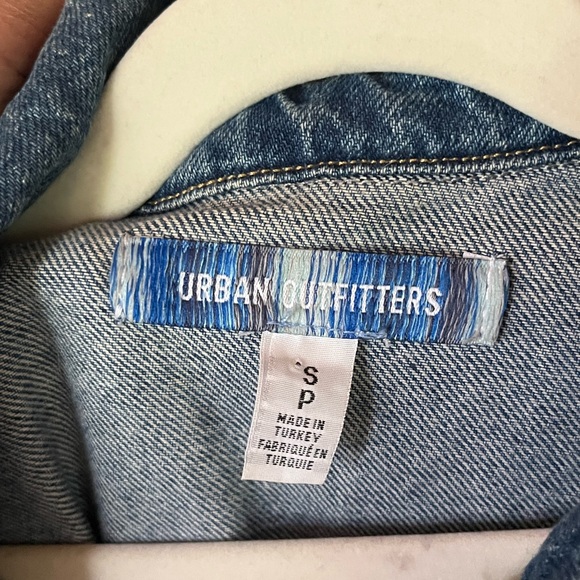 URBAN OUTFITTERS
S
P
MADE IN
TURKEY
FABRIQUÉ EN
TURQUIE